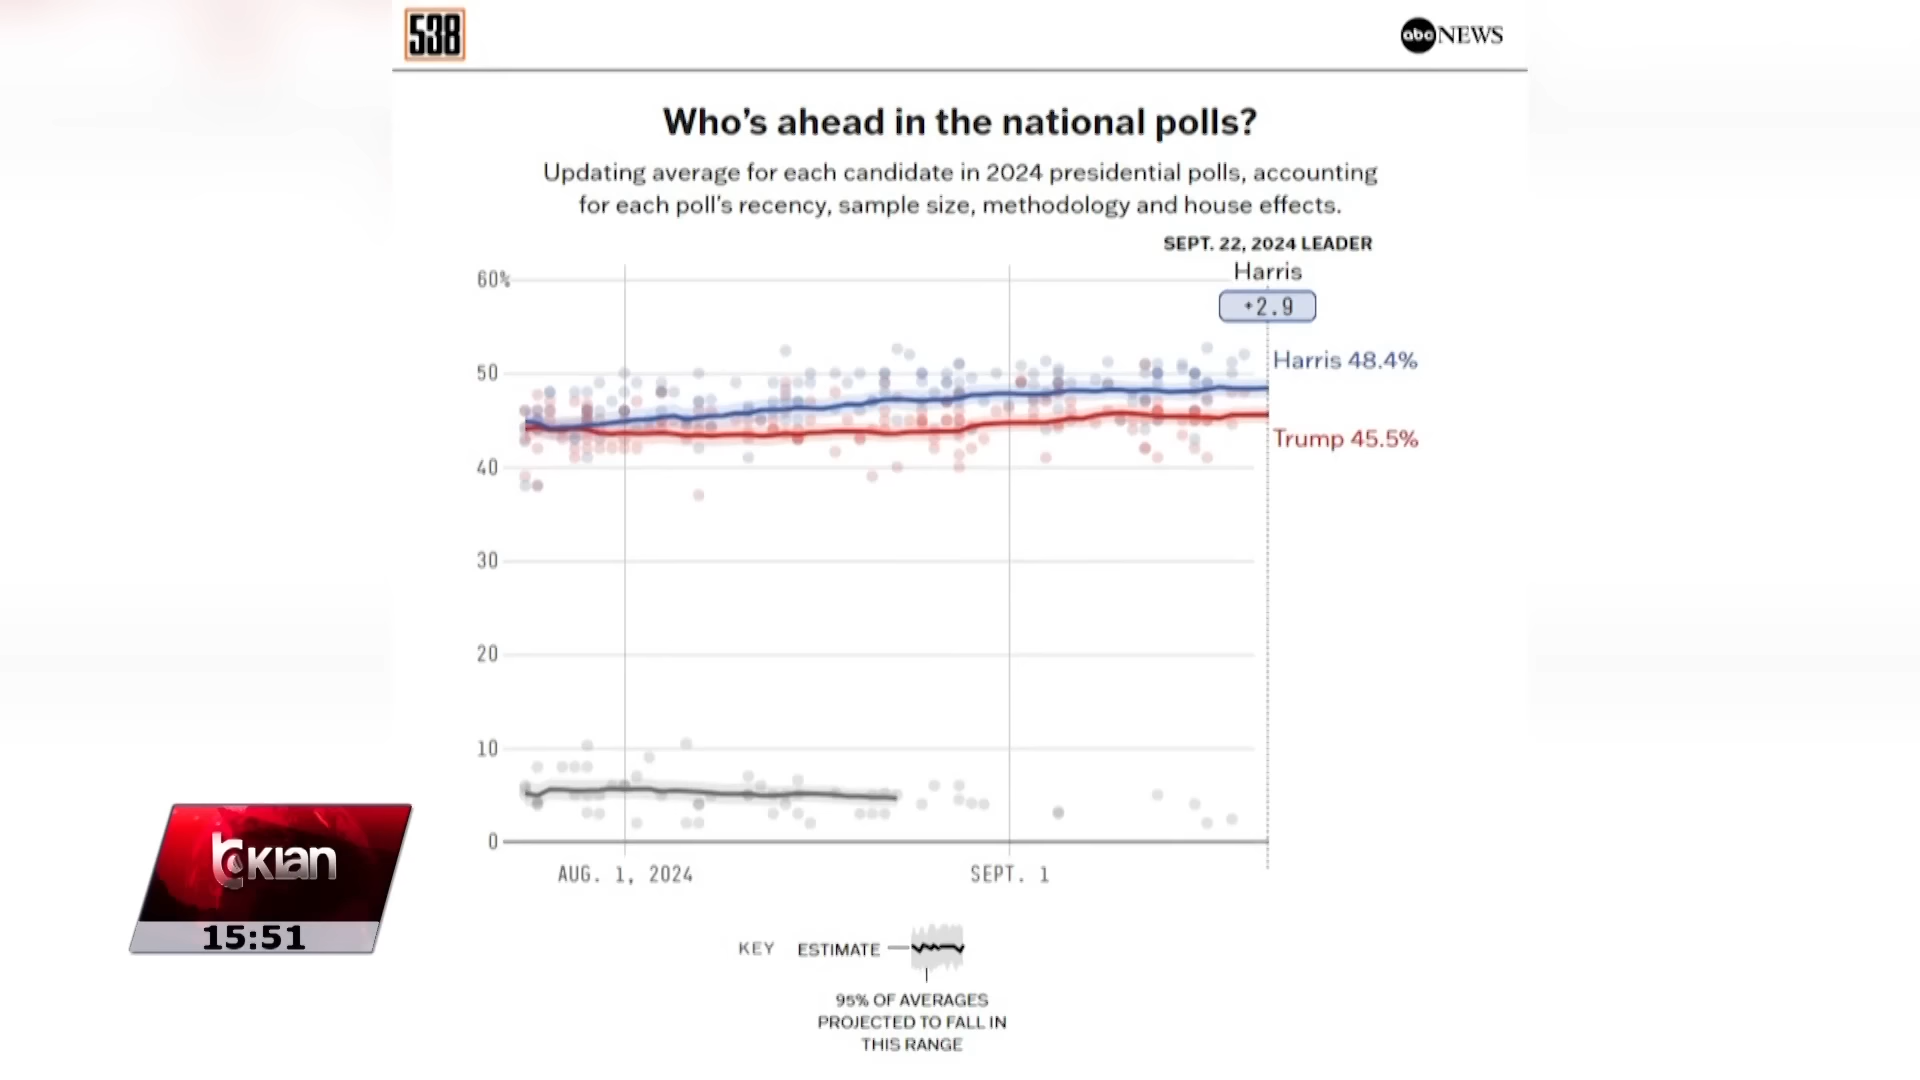 538
abc NEWS
Who's ahead in the national polls?
Updating average for each candidate in 2024 presidential polls, accounting
for each poll's recency, sample size, methodology and house effects.
SEPT. 22, 2024 LEADER
Harris
+2.9
60%
50
40
30
20
10
0
Harris 48.4%
Trump 45.5%
AUG. 1, 2024
SEPT. 1
KEY ESTIMATE
95% OF AVERAGES
PROJECTED TO FALL IN
THIS RANGE
tv KLAN
15:51